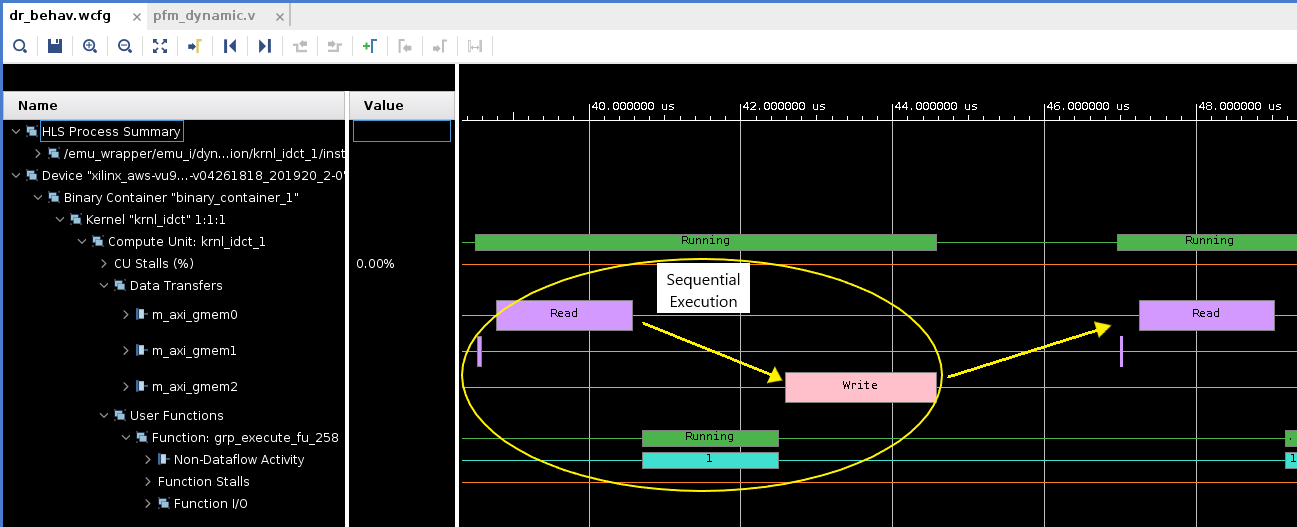 dr_behav.wcfg
pfm_dynamic.v
Name
Value
40.000000 us
42.000000 us
44.000000 us
46.000000 us
48.000000 us
HLS Process Summary
/emu_wrapper/emu_i/dyn...ion/krnl_idct_1/inst
Device "xilinx_aws-vu9...-v04261818_201920_2-0"
Binary Container "binary_container_1"
Kernel "krnl_idct" 1:1:1
Compute Unit: krnl_idct_1
Running
Running
CU Stalls (%)
0.00%
Sequential
Execution
Data Transfers
m_axi_gmem0
Read
Read
m_axi_gmem1
m_axi_gmem2
Write
User Functions
Function: grp_execute_fu_258
Running
.
Non-Dataflow Activity
1
1
Function Stalls
Function I/O